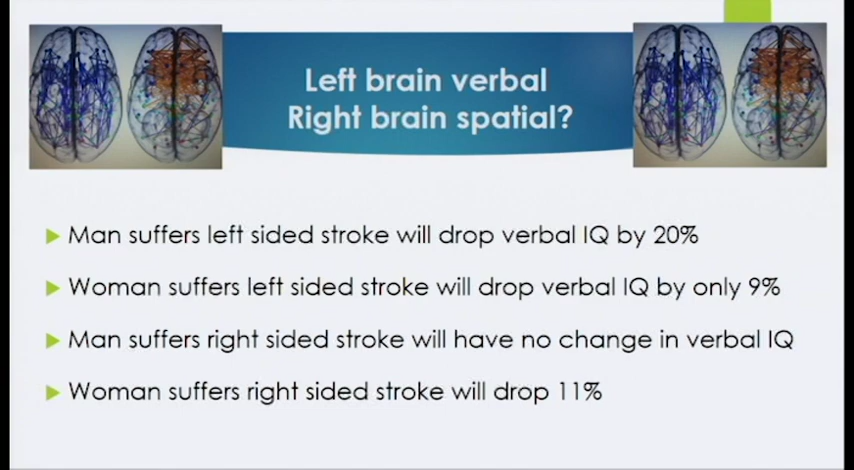 Left brain verbal
Right brain spatial?
Man suffers left sided stroke will drop verbal IQ by 20%
Woman suffers left sided stroke will drop verbal IQ by only 9%
Man suffers right sided stroke will have no change in verbal IQ
Woman suffers right sided stroke will drop 11%